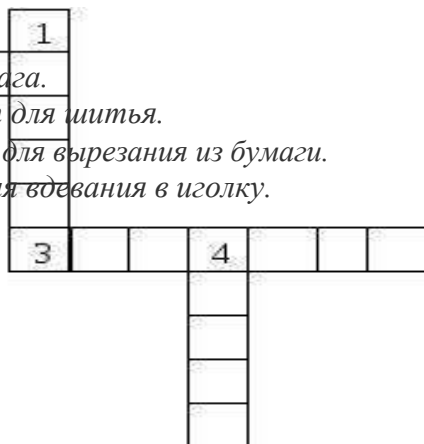 1
ага.
для шитья.
для вырезания из бумаги.
вдевания в иголку.
3 4